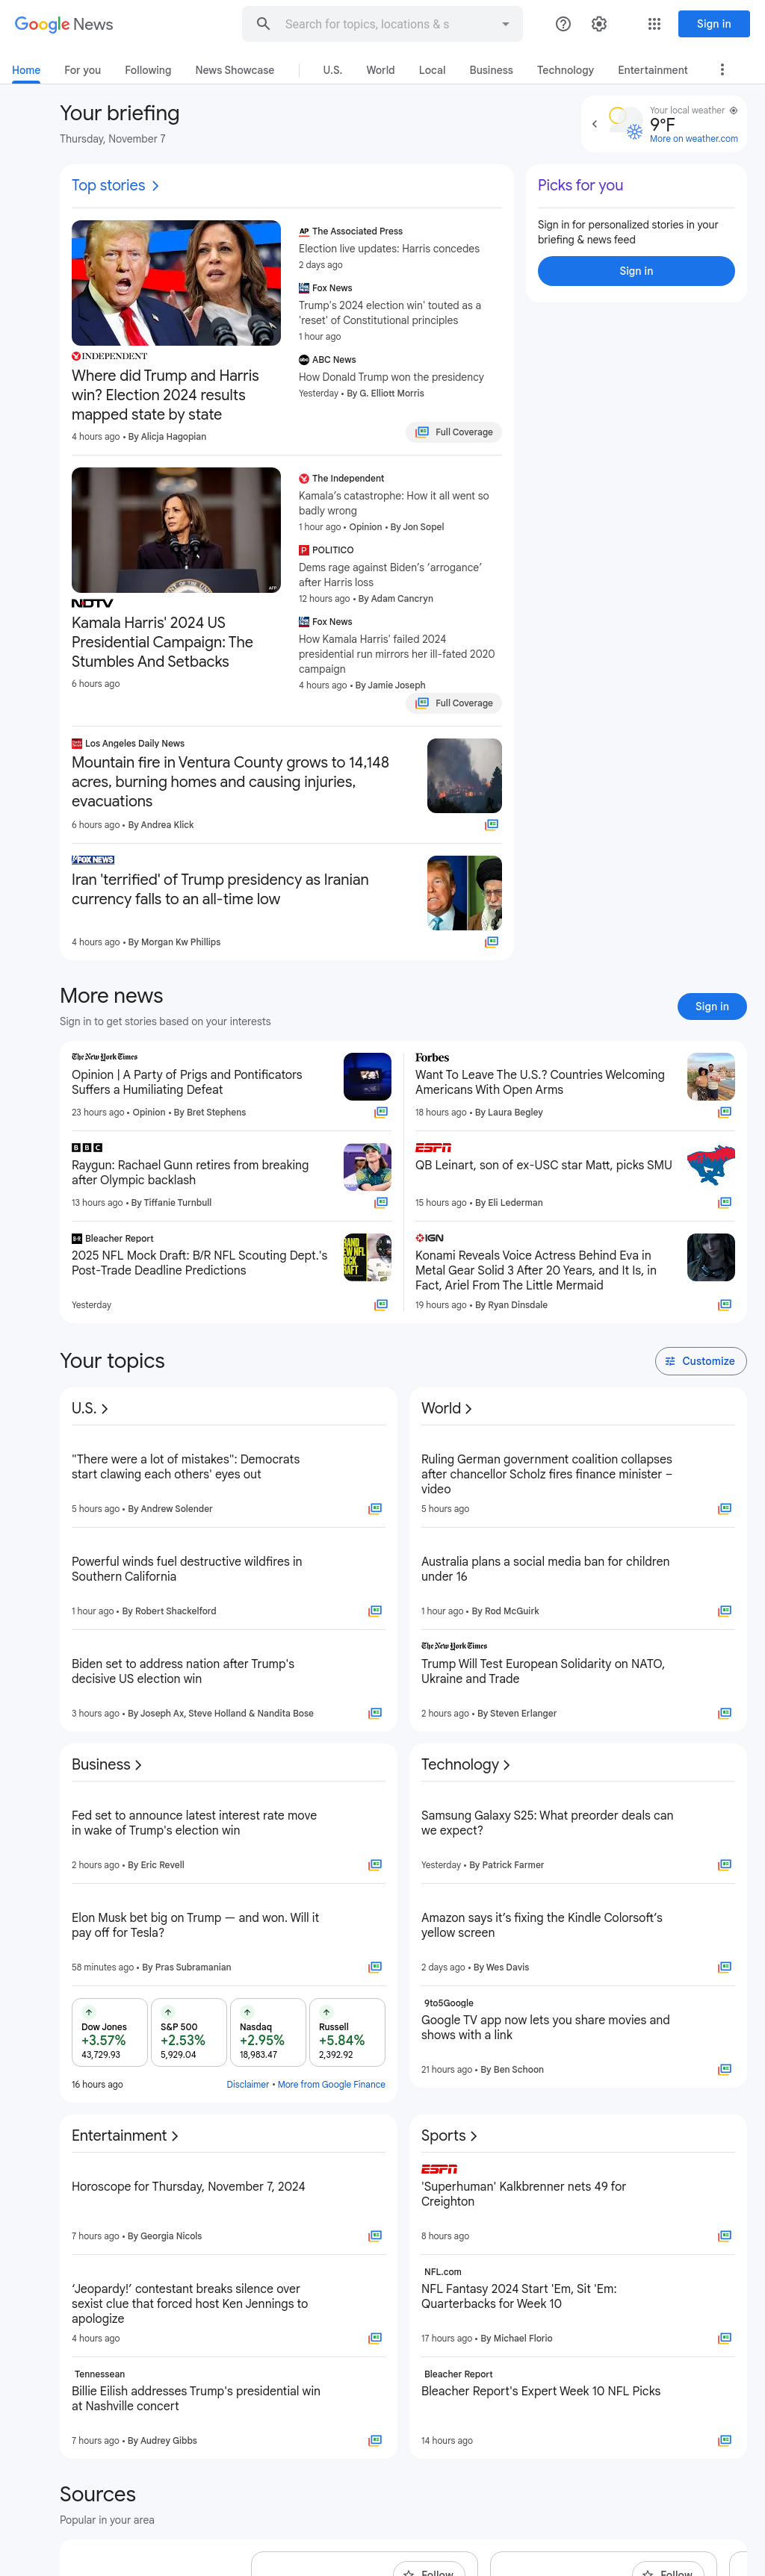 Google News
Search for topics, locations & s
Sign in
Home
For you
Following
News Showcase
U.S.
World
Local
Business
Technology
Entertainment
Your briefing
Thursday, November 7
Your local weather
9°F
More on weather.com
Top stories
INDEPENDENT
Where did Trump and Harris
win? Election 2024 results
mapped state by state
4 hours ago • By Alicja Hagopian
AP The Associated Press
Election live updates: Harris concedes
2 days ago
Fox News
Trump's 2024 election win' touted as a
'reset' of Constitutional principles
1 hour ago
abc ABC News
How Donald Trump won the presidency
Yesterday • By G. Elliott Morris
Full Coverage
Picks for you
Sign in for personalized stories in your
briefing & news feed
Sign in
AFP
NDTV
Kamala Harris' 2024 US
Presidential Campaign: The
Stumbles And Setbacks
6 hours ago
The Independent
Kamala's catastrophe: How it all went so
badly wrong
1 hour ago • Opinion • By Jon Sopel
P POLITICO
Dems rage against Biden's 'arrogance'
after Harris loss
12 hours ago • By Adam Cancryn
Fox News
How Kamala Harris' failed 2024
presidential run mirrors her ill-fated 2020
campaign
4 hours ago • By Jamie Joseph
Full Coverage
Los Angeles Daily News
Mountain fire in Ventura County grows to 14,148
acres, burning homes and causing injuries,
evacuations
6 hours ago • By Andrea Klick
FOX NEWS
Iran 'terrified' of Trump presidency as Iranian
currency falls to an all-time low
4 hours ago • By Morgan Kw Phillips
More news
Sign in to get stories based on your interests
Sign in
The New York Times
Opinion | A Party of Prigs and Pontificators
Suffers a Humiliating Defeat
23 hours ago • Opinion • By Bret Stephens
Forbes
Want To Leave The U.S.? Countries Welcoming
Americans With Open Arms
18 hours ago • By Laura Begley
BBC
Raygun: Rachael Gunn retires from breaking
after Olympic backlash
13 hours ago • By Tiffanie Turnbull
ESPN
QB Leinart, son of ex-USC star Matt, picks SMU
15 hours ago • By Eli Lederman
B/R Bleacher Report
2025 NFL Mock Draft: B/R NFL Scouting Dept.'s
Post-Trade Deadline Predictions
Yesterday
IGN
Konami Reveals Voice Actress Behind Eva in
Metal Gear Solid 3 After 20 Years, and It Is, in
Fact, Ariel From The Little Mermaid
19 hours ago • By Ryan Dinsdale
Your topics
Customize
U.S.
"There were a lot of mistakes": Democrats
start clawing each others' eyes out
5 hours ago • By Andrew Solender
Powerful winds fuel destructive wildfires in
Southern California
1 hour ago • By Robert Shackelford
Biden set to address nation after Trump's
decisive US election win
3 hours ago • By Joseph Ax, Steve Holland & Nandita Bose
World
Ruling German government coalition collapses
after chancellor Scholz fires finance minister –
video
5 hours ago
Australia plans a social media ban for children
under 16
1 hour ago • By Rod McGuirk
The New York Times
Trump Will Test European Solidarity on NATO,
Ukraine and Trade
2 hours ago • By Steven Erlanger
Business
Fed set to announce latest interest rate move
in wake of Trump's election win
2 hours ago • By Eric Revell
Elon Musk bet big on Trump — and won. Will it
pay off for Tesla?
58 minutes ago • By Pras Subramanian
Dow Jones
+3.57%
43,729.93
S&P 500
+2.53%
5,929.04
Nasdaq
+2.95%
18,983.47
Russell
+5.84%
2,392.92
16 hours ago
Disclaimer • More from Google Finance
Technology
Samsung Galaxy S25: What preorder deals can
we expect?
Yesterday • By Patrick Farmer
Amazon says it's fixing the Kindle Colorsoft's
yellow screen
2 days ago • By Wes Davis
9to5Google
Google TV app now lets you share movies and
shows with a link
21 hours ago • By Ben Schoon
Entertainment
Horoscope for Thursday, November 7, 2024
7 hours ago • By Georgia Nicols
'Jeopardy!' contestant breaks silence over
sexist clue that forced host Ken Jennings to
apologize
4 hours ago
Tennessean
Billie Eilish addresses Trump's presidential win
at Nashville concert
7 hours ago • By Audrey Gibbs
Sports
ESPN
'Superhuman' Kalkbrenner nets 49 for
Creighton
8 hours ago
NFL.com
NFL Fantasy 2024 Start 'Em, Sit 'Em:
Quarterbacks for Week 10
17 hours ago • By Michael Florio
Bleacher Report
Bleacher Report's Expert Week 10 NFL Picks
14 hours ago
Sources
Popular in your area
Follow
Follow